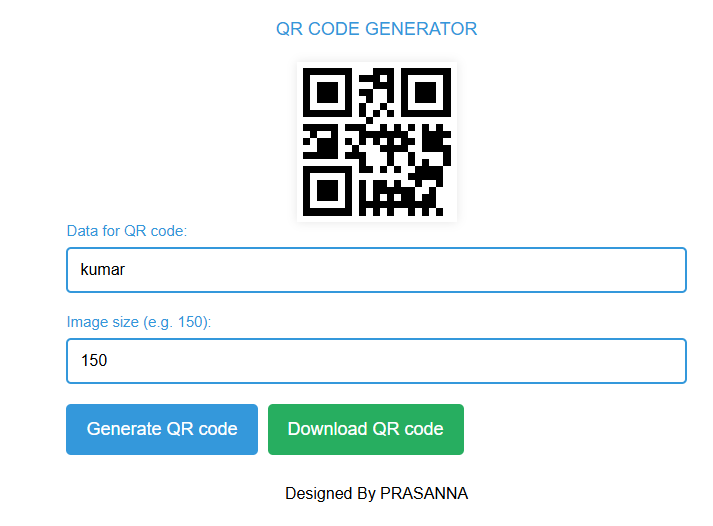 QR CODE GENERATOR
Data for QR code:
kumar
Image size (e.g. 150):
150
Generate QR code
Download QR code
Designed By PRASANNA